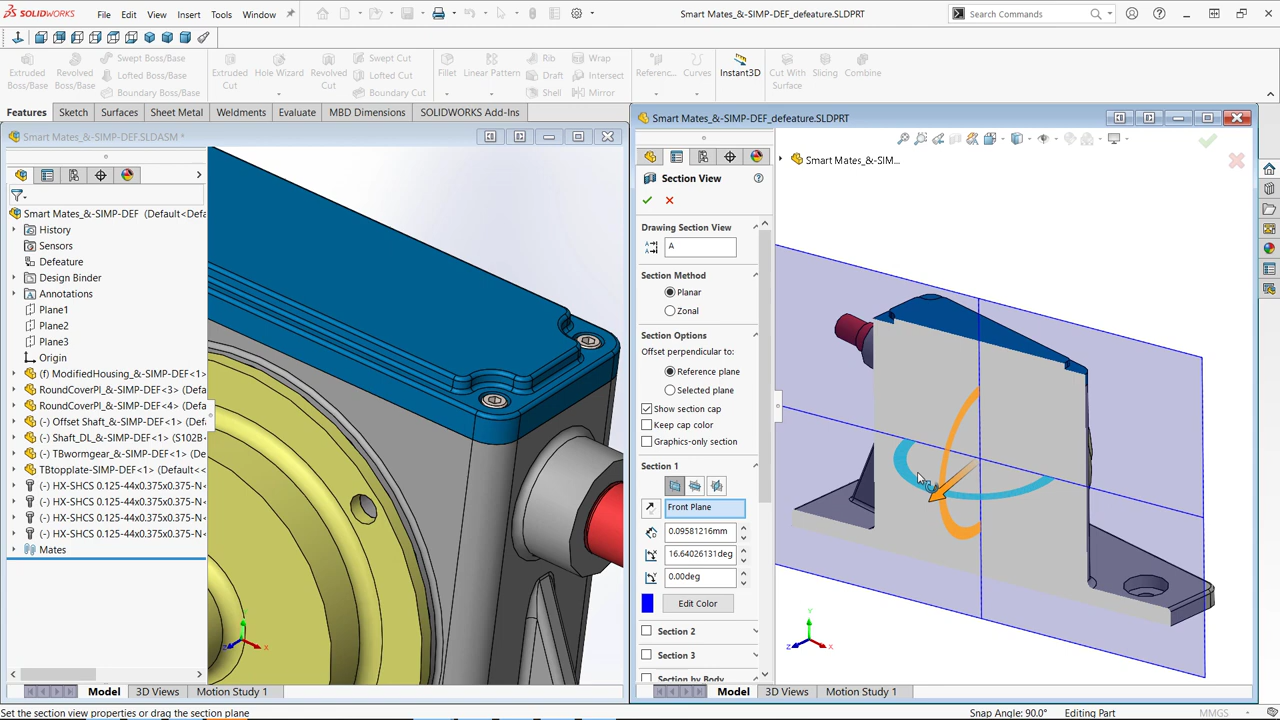 SOLIDWORKS File Edit View Insert Tools Window Smart Mates_&-SIMP-DEF_defeature.SLDPRT Search Commands
Extruded Boss/Base
Revolved Boss/Base
Swept Boss/Base
Lofted Boss/Base
Boundary Boss/Base
Extruded Cut
Hole Wizard
Revolved Cut
Swept Cut
Lofted Cut
Boundary Cut
Fillet
Linear Pattern
Rib
Draft
Shell
Wrap
Intersect
Mirror
Referenc...
Curves
Instant3D
Cut With Surface
Slicing
Combine
Features Sketch Surfaces Sheet Metal Weldments Evaluate MBD Dimensions SOLIDWORKS Add-Ins
Smart Mates_&-SIMP-DEF.SLDASM *
Smart Mates_&-SIMP-DEF (Default<Defa
History
Sensors
Defeature
Design Binder
Annotations
Plane1
Plane2
Plane3
Origin
(f) ModifiedHousing_&-SIMP-DEF<1>
RoundCoverPl_&-SIMP-DEF<3> (Defa
RoundCoverPl_&-SIMP-DEF<4> (Defa
(-) Offset Shaft_&-SIMP-DEF<1>
(-) Shaft_DL_&-SIMP-DEF<1> (S102B
(-) TBwormgear_&-SIMP-DEF<1>
TBtopplate-SIMP-DEF<1> (Default<<
(-) HX-SHCS 0.125-44x0.375x0.375-N<
(-) HX-SHCS 0.125-44x0.375x0.375-N<
(-) HX-SHCS 0.125-44x0.375x0.375-N<
(-) HX-SHCS 0.125-44x0.375x0.375-N<
Mates
Model 3D Views Motion Study 1
Smart Mates_&-SIMP-DEF_defeature.SLDPRT
Smart Mates_&-SIM...
Section View
Drawing Section View
A
Section Method
Planar
Zonal
Section Options
Offset perpendicular to:
Reference plane
Selected plane
Show section cap
Keep cap color
Graphics-only section
Section 1
Front Plane
0.09581216mm
16.64026131deg
0.00deg
Edit Color
Section 2
Section 3
Section by Body
Y
X
Z
Y
X
Z
Model 3D Views Motion Study 1
Set the section view properties or drag the section plane Snap Angle: 90.0° Editing Part MMGS